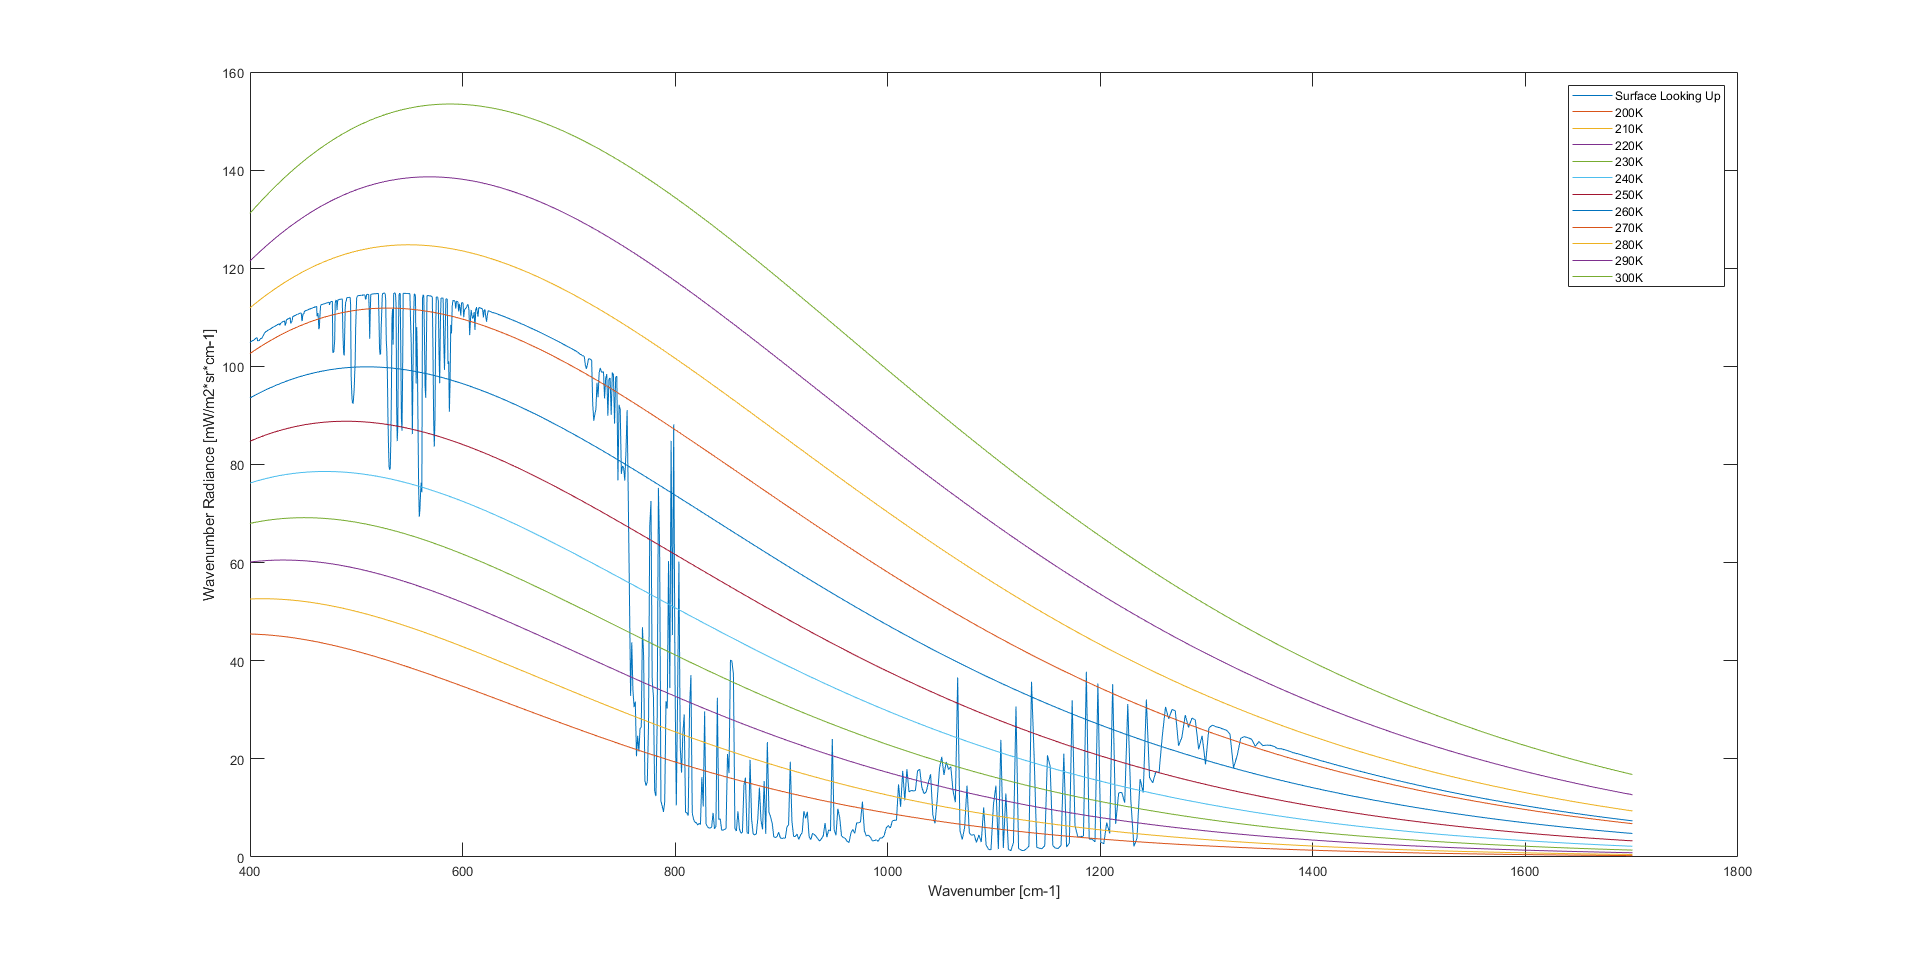 160
140
120
100
80
60
40
20
0
Wavenumber Radiance [mW/m2*sr*cm-1]
400 600 800 1000 1200 1400 1600 1800
Wavenumber [cm-1]
Surface Looking Up
200K
210K
220K
230K
240K
250K
260K
270K
280K
290K
300K